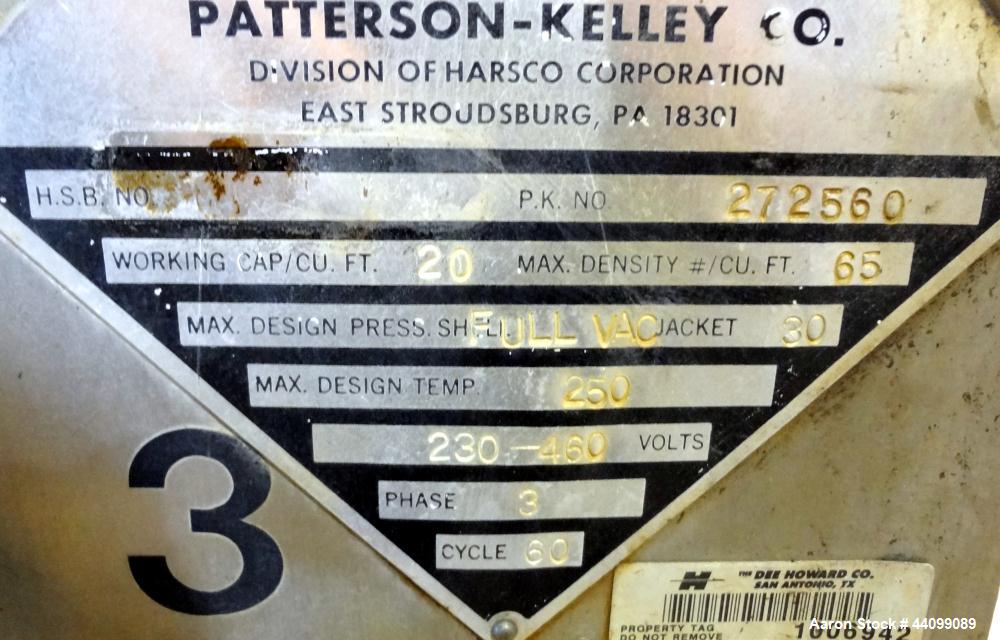 PATTERSON-KELLEY CO.
DIVISION OF HARSCO CORPORATION
EAST STROUDSBURG, PA 18301
H.S.B. NO. P.K. NO. 272560
WORKING CAP/CU. FT. 20 MAX. DENSITY #/CU. FT. 65
MAX. DESIGN PRESS. SHELL FULL VAC JACKET 30
MAX. DESIGN TEMP. 250
230-460 VOLTS
PHASE 3
CYCLE 60
3
H THE DEE HOWARD CO.
SAN ANTONIO, TX
PROPERTY TAG
DO NOT REMOVE
Aaron Stock #44099089